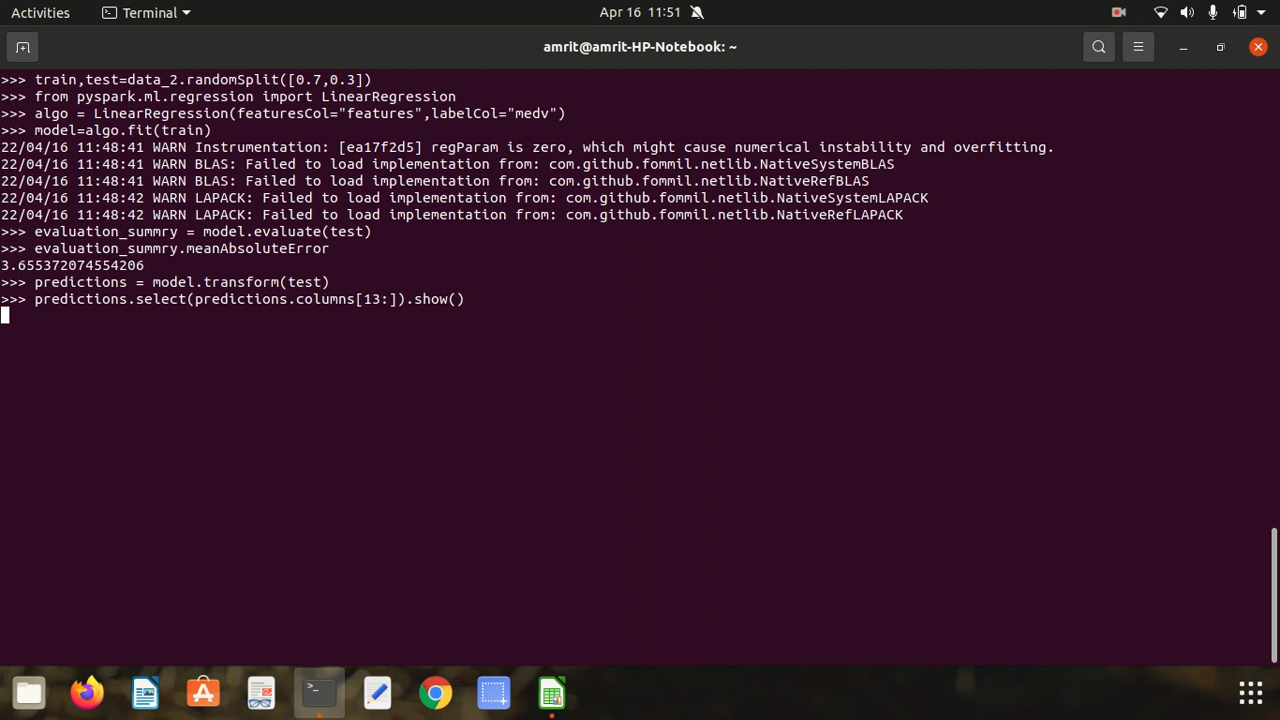 Activities Terminal Apr 16 11:51
amrit@amrit-HP-Notebook: ~
>>> train,test=data_2.randomSplit([0.7,0.3])
>>> from pyspark.ml.regression import LinearRegression
>>> algo = LinearRegression(featuresCol="features",labelCol="medv")
>>> model=algo.fit(train)
22/04/16 11:48:41 WARN Instrumentation: [ea17f2d5] regParam is zero, which might cause numerical instability and overfitting.
22/04/16 11:48:41 WARN BLAS: Failed to load implementation from: com.github.fommil.netlib.NativeSystemBLAS
22/04/16 11:48:41 WARN BLAS: Failed to load implementation from: com.github.fommil.netlib.NativeRefBLAS
22/04/16 11:48:42 WARN LAPACK: Failed to load implementation from: com.github.fommil.netlib.NativeSystemLAPACK
22/04/16 11:48:42 WARN LAPACK: Failed to load implementation from: com.github.fommil.netlib.NativeRefLAPACK
>>> evaluation_summry = model.evaluate(test)
>>> evaluation_summry.meanAbsoluteError
3.655372074554206
>>> predictions = model.transform(test)
>>> predictions.select(predictions.columns[13:]).show()